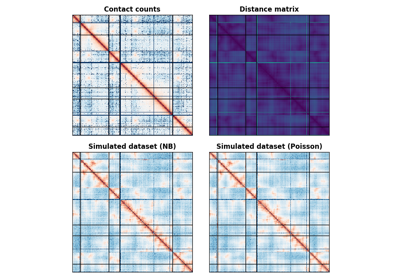 Contact counts
Distance matrix
Simulated dataset (NB)
Simulated dataset (Poisson)